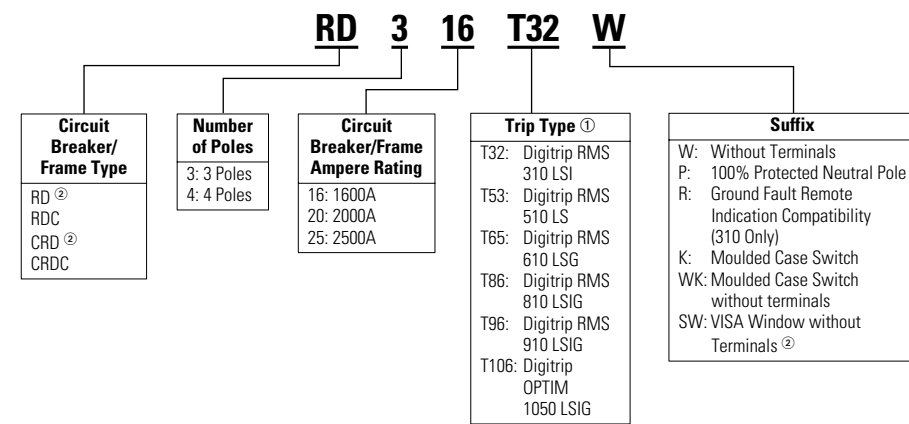 RD 3 16 T32 W
Circuit
Breaker/
Frame Type
RD ②
RDC
CRD ②
CRDC
Number
of Poles
3: 3 Poles
4: 4 Poles
Circuit
Breaker/Frame
Ampere Rating
16: 1600A
20: 2000A
25: 2500A
Trip Type ①
T32: Digitrip RMS
310 LSI
T53: Digitrip RMS
510 LS
T65: Digitrip RMS
610 LSG
T86: Digitrip RMS
810 LSIG
T96: Digitrip RMS
910 LSIG
T106: Digitrip
OPTIM
1050 LSIG
Suffix
W: Without Terminals
P: 100% Protected Neutral Pole
R: Ground Fault Remote
Indication Compatibility
(310 Only)
K: Moulded Case Switch
WK: Moulded Case Switch
without terminals
SW: VISA Window without
Terminals ②